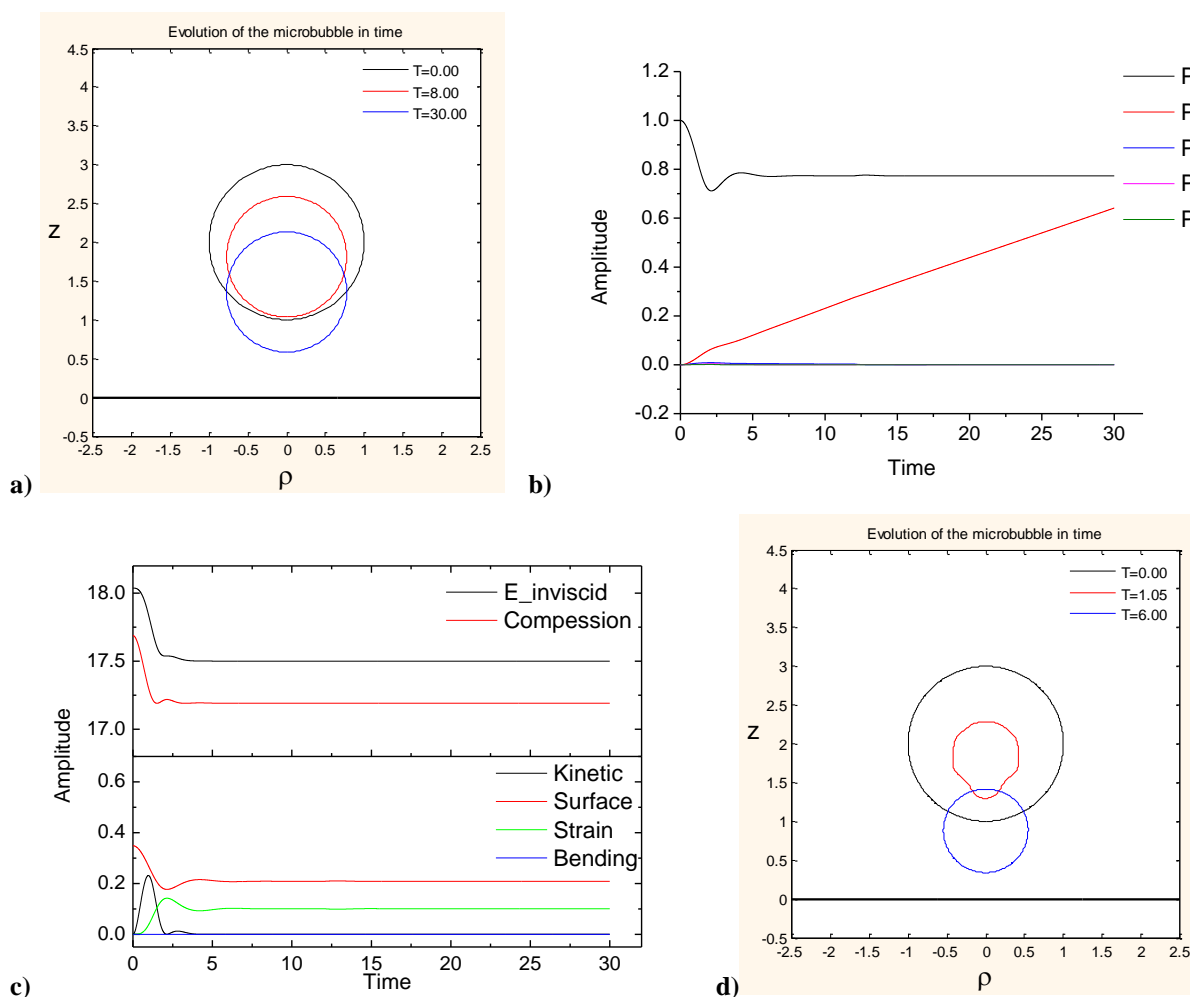 Evolution of the microbubble in time
4.5
4
3.5
3
2.5
2
1.5
1
0.5
0
-0.5
z
T=0.00
T=8.00
T=30.00
-2.5 -2 -1.5 -1 -0.5 0 0.5 1 1.5 2 2.5
ρ
a)
1.2
1.0
0.8
0.6
0.4
0.2
0.0
-0.2
Amplitude
P
P
P
P
P
0 5 10 15 20 25 30
Time
b)
18.0
17.5
17.0
E_inviscid
Compession
Amplitude
0.6
0.4
0.2
0.0
Kinetic
Surface
Strain
Bending
0 5 10 15 20 25 30
Time
c)
Evolution of the microbubble in time
4.5
4
3.5
3
2.5
2
1.5
1
0.5
0
-0.5
z
T=0.00
T=1.05
T=6.00
-2.5 -2 -1.5 -1 -0.5 0 0.5 1 1.5 2 2.5
ρ
d)